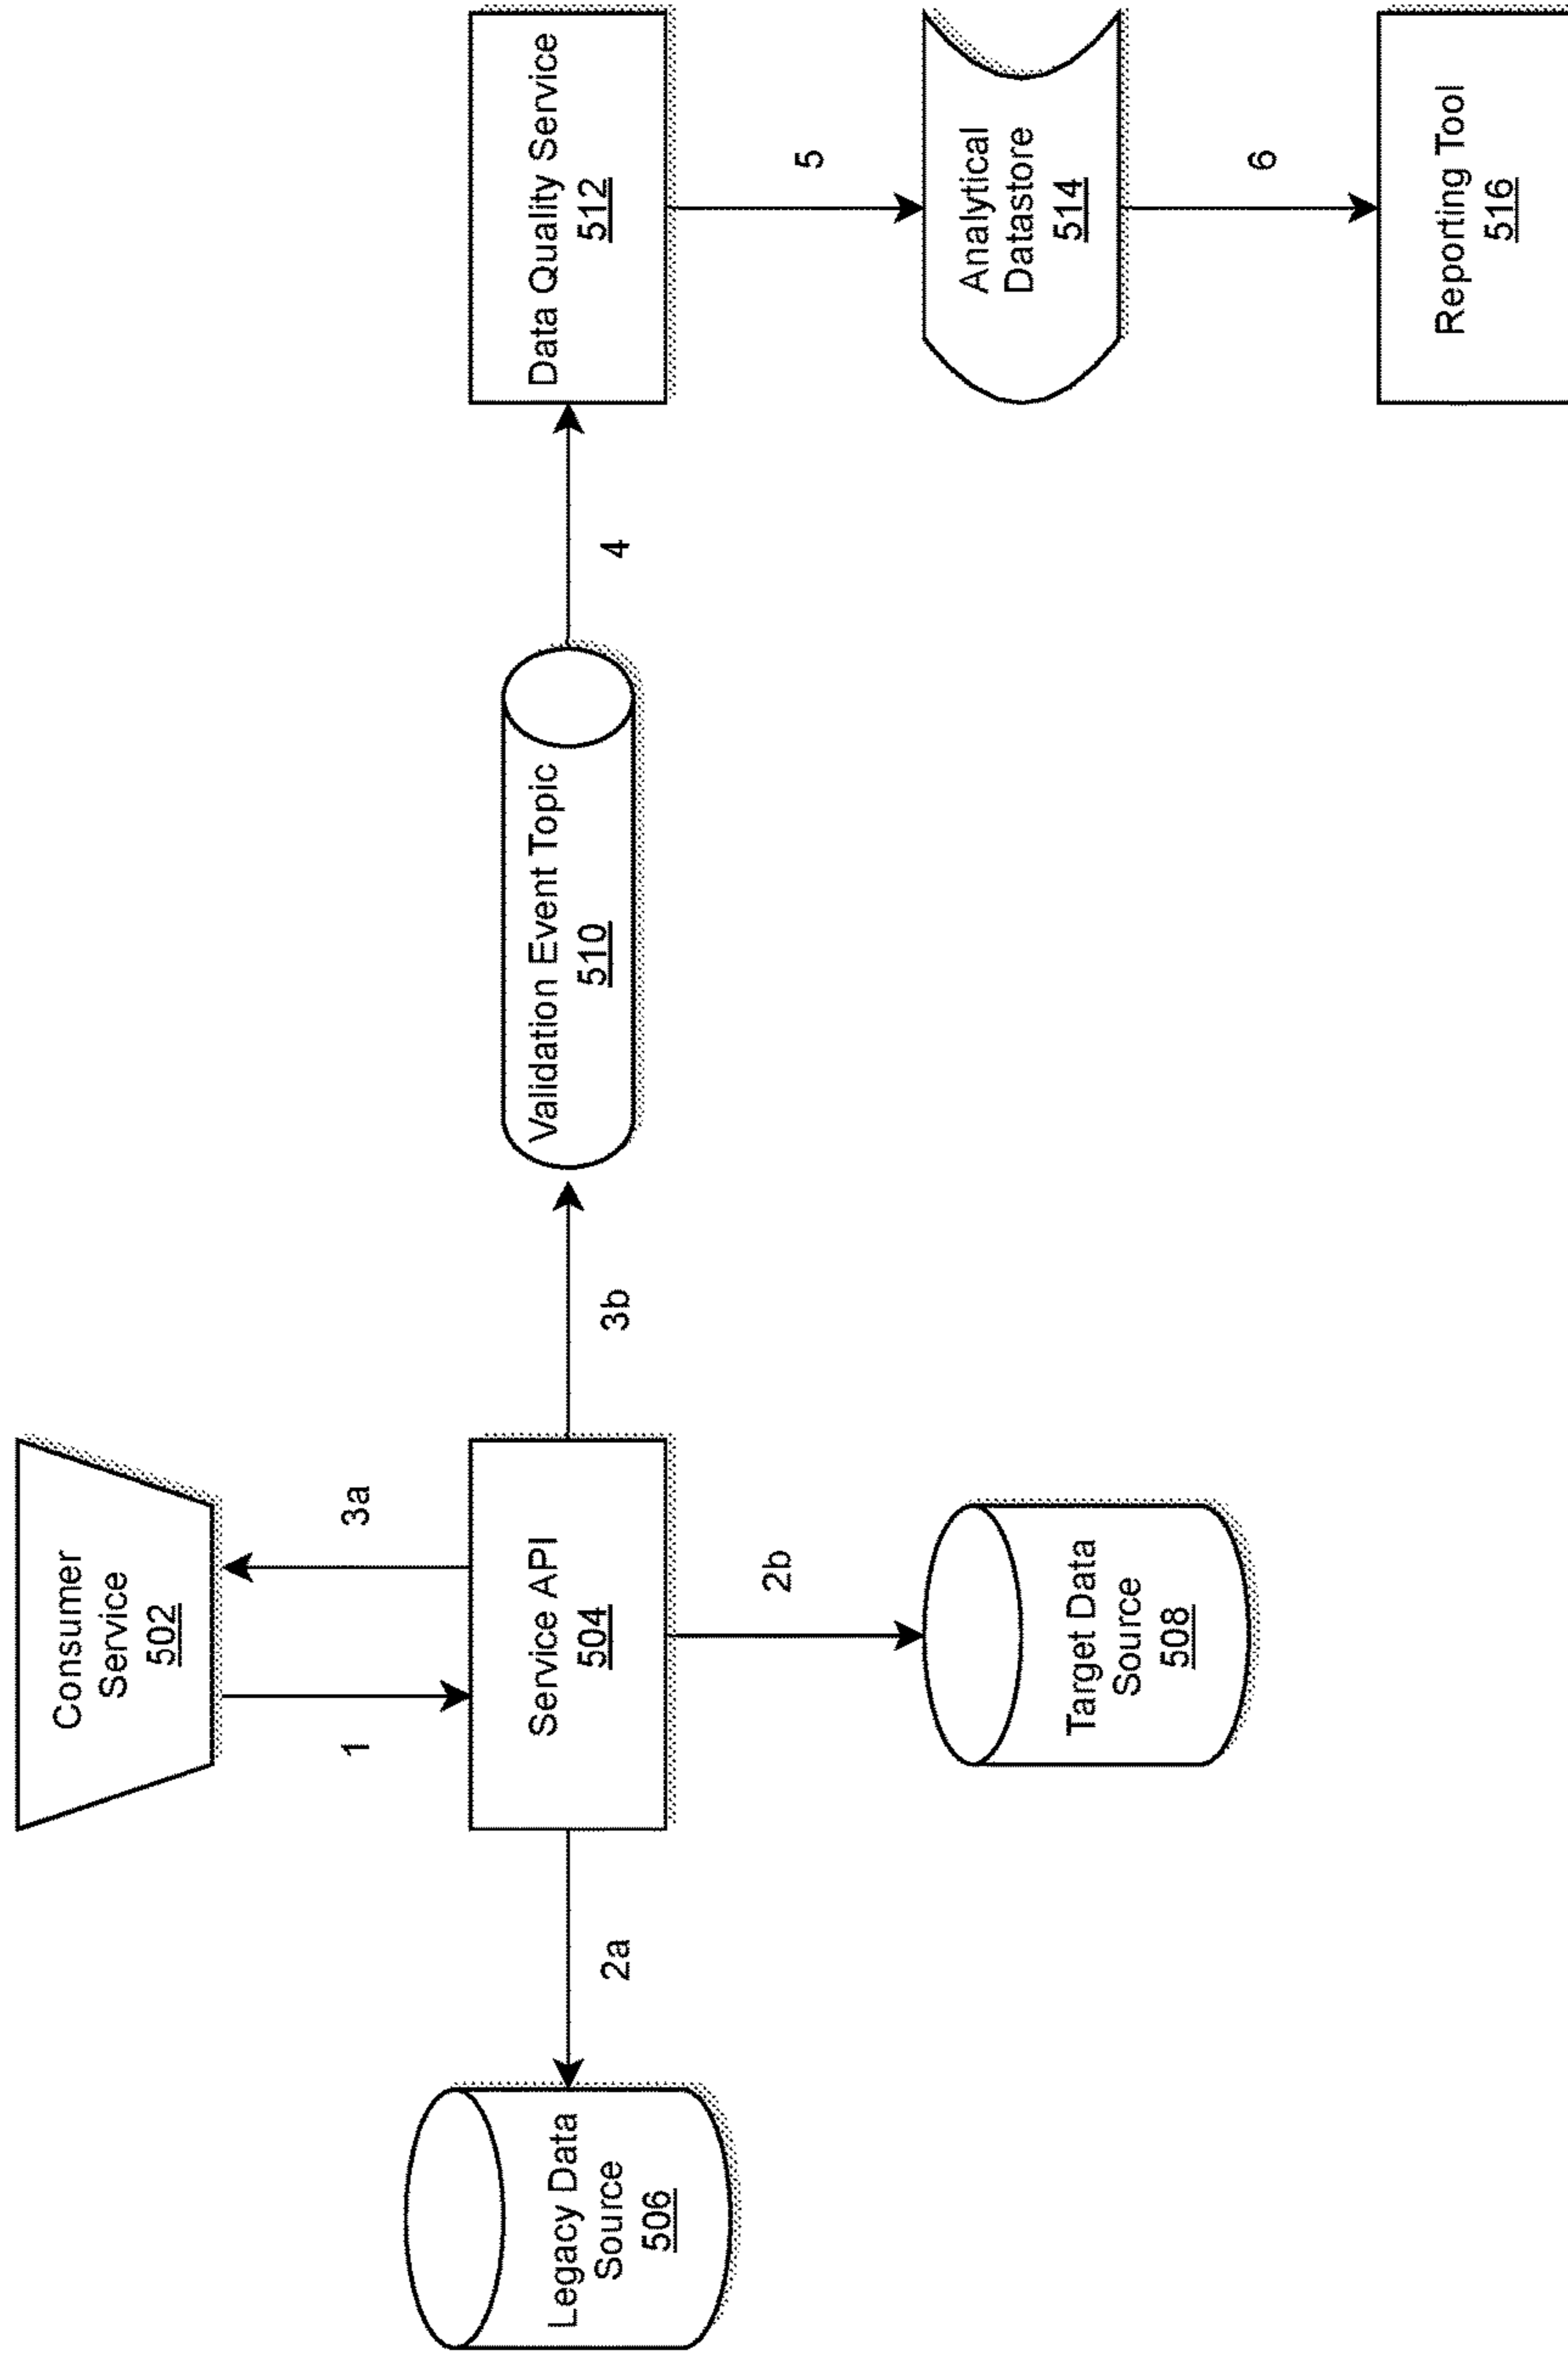 Consumer
Service
502
1
3a
Legacy Data
Source
506
2a
Service API
504
3b
Validation Event Topic
510
4
Data Quality Service
512
2b
5
Target Data
Source
508
Analytical
Datastore
514
6
Reporting Tool
516